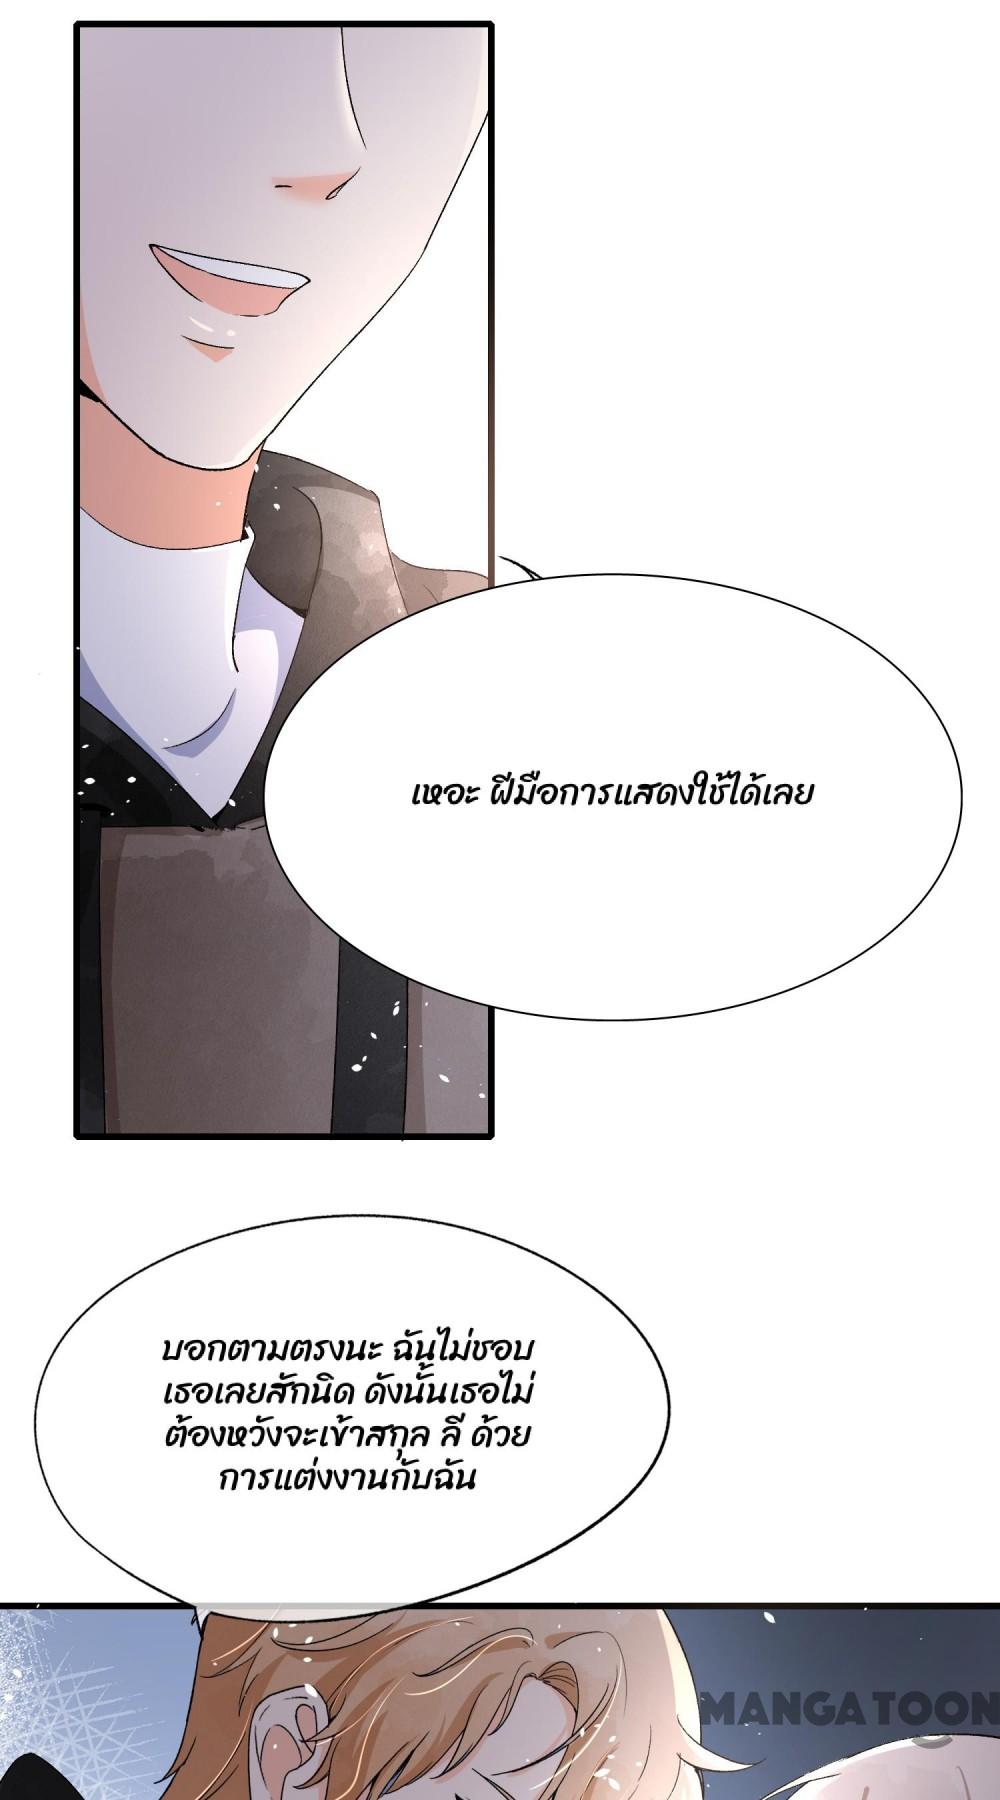 เหอะ ฝีมือการแสดงใช้ได้เลย
บอกตามตรงนะ ฉันไม่ชอบ
เธอเลยสักนิด ดังนั้นเธอไม่
ต้องหวังจะเข้าสกุล ลี ด้วย
การแต่งงานกับฉัน
MANGATOON